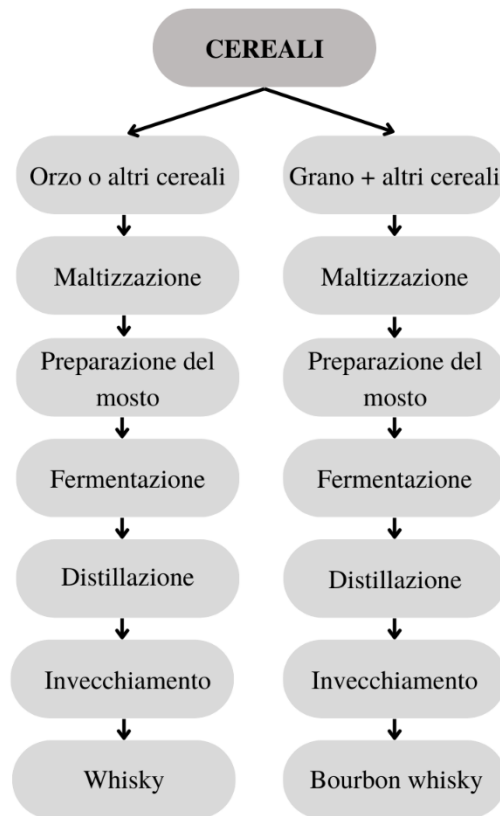 CEREALI
Orzo o altri cereali
Grano + altri cereali
Maltizzazione
Maltizzazione
Preparazione del
mosto
Preparazione del
mosto
Fermentazione
Fermentazione
Distillazione
Distillazione
Invecchiamento
Invecchiamento
Whisky
Bourbon whisky